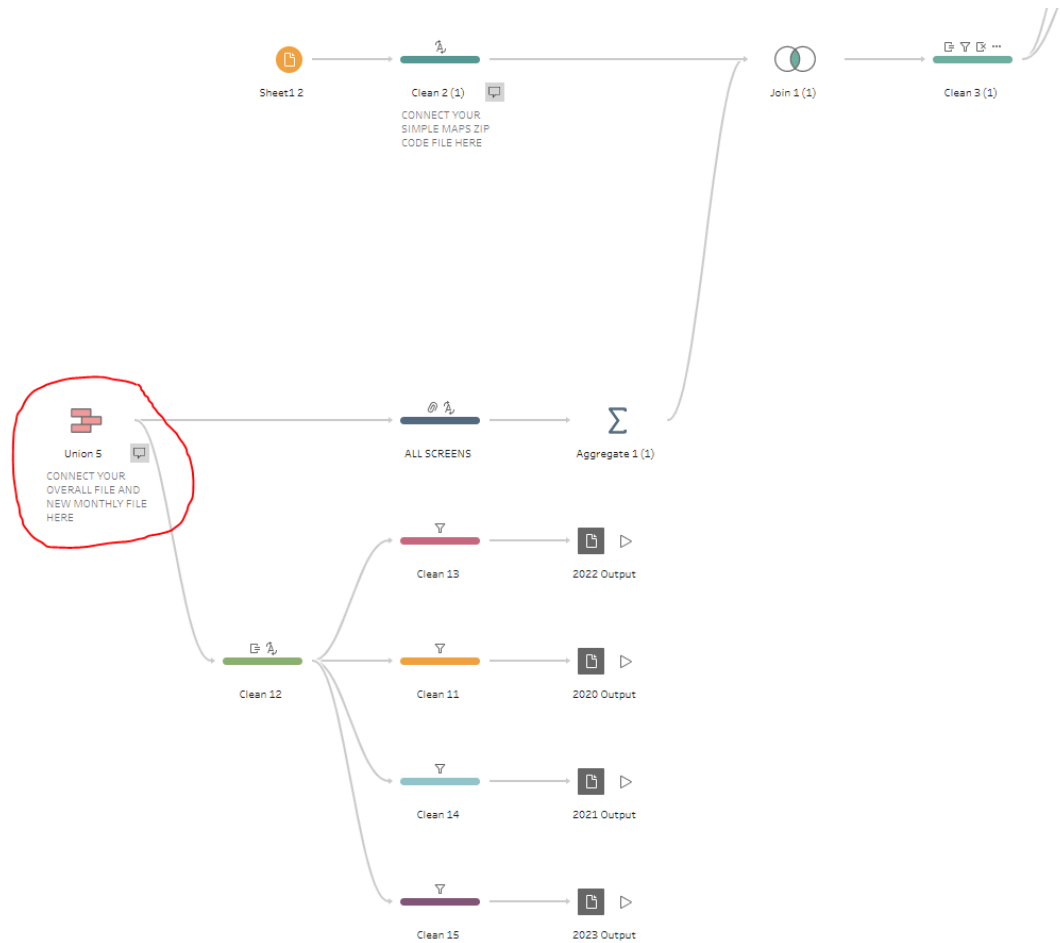 Sheet1 2
Clean 2 (1)
CONNECT YOUR
SIMPLE MAPS ZIP
CODE FILE HERE
Join 1 (1)
Clean 3 (1)
Union 5
CONNECT YOUR
OVERALL FILE AND
NEW MONTHLY FILE
HERE
ALL SCREENS
Aggregate 1 (1)
Clean 13
2022 Output
Clean 12
Clean 11
2020 Output
Clean 14
2021 Output
Clean 15
2023 Output